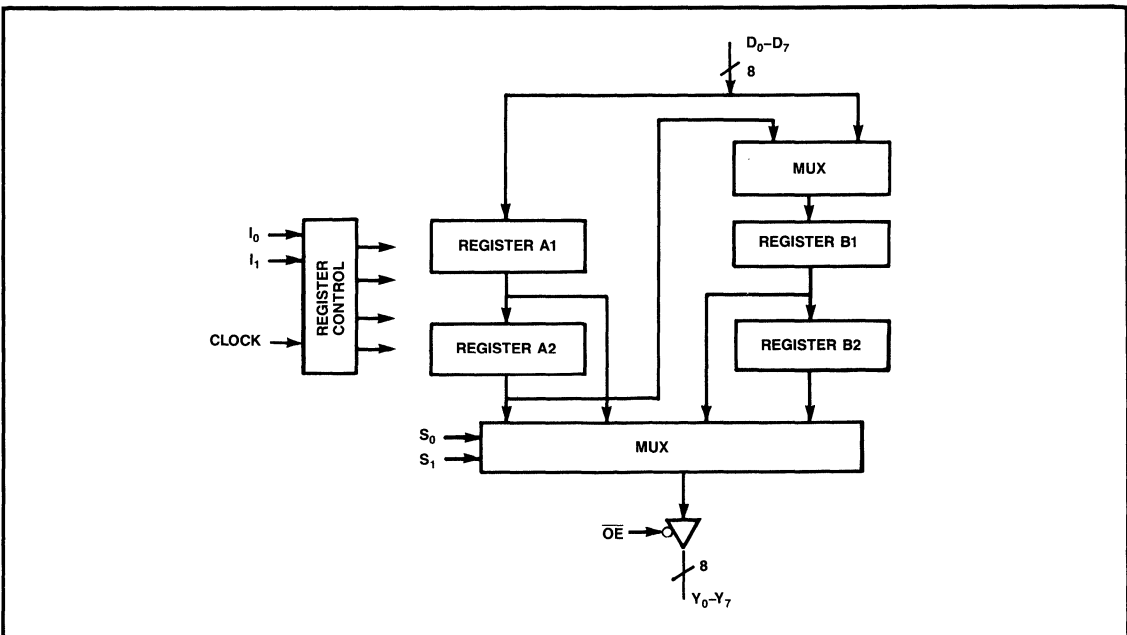 D₀–D₇
8
MUX
I₀
I₁
CLOCK
REGISTER CONTROL
REGISTER A1
REGISTER B1
REGISTER A2
REGISTER B2
S₀
S₁
MUX
OE
8
Y₀–Y₇